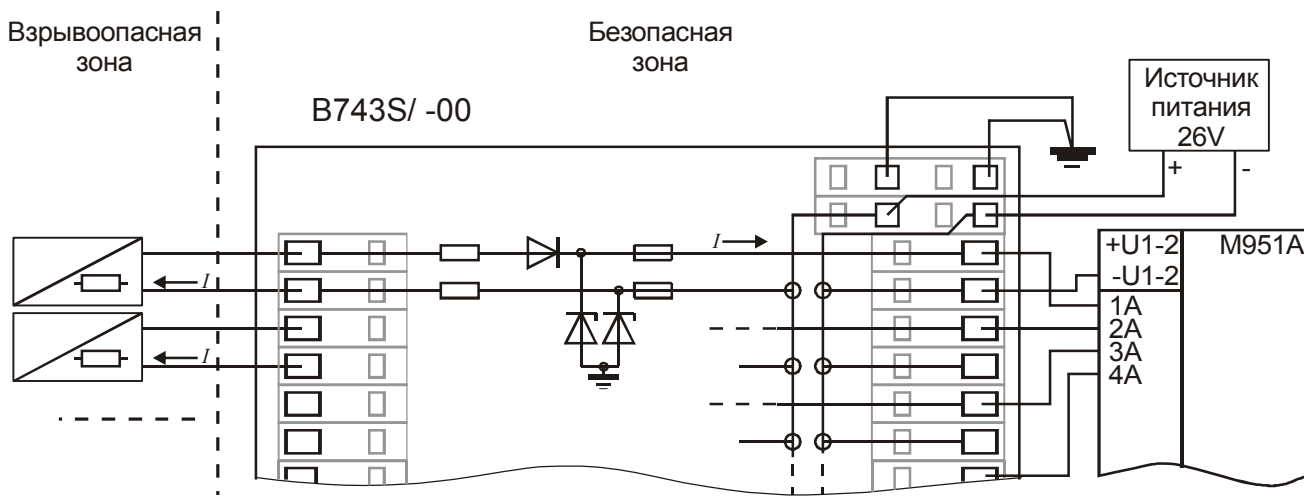 Взрывоопасная
зона
Безопасная
зона
B743S/ -00
Источник
питания
26V
+
-
I
+U1-2
M951A
-U1-2
I
1A
2A
3A
I
4A